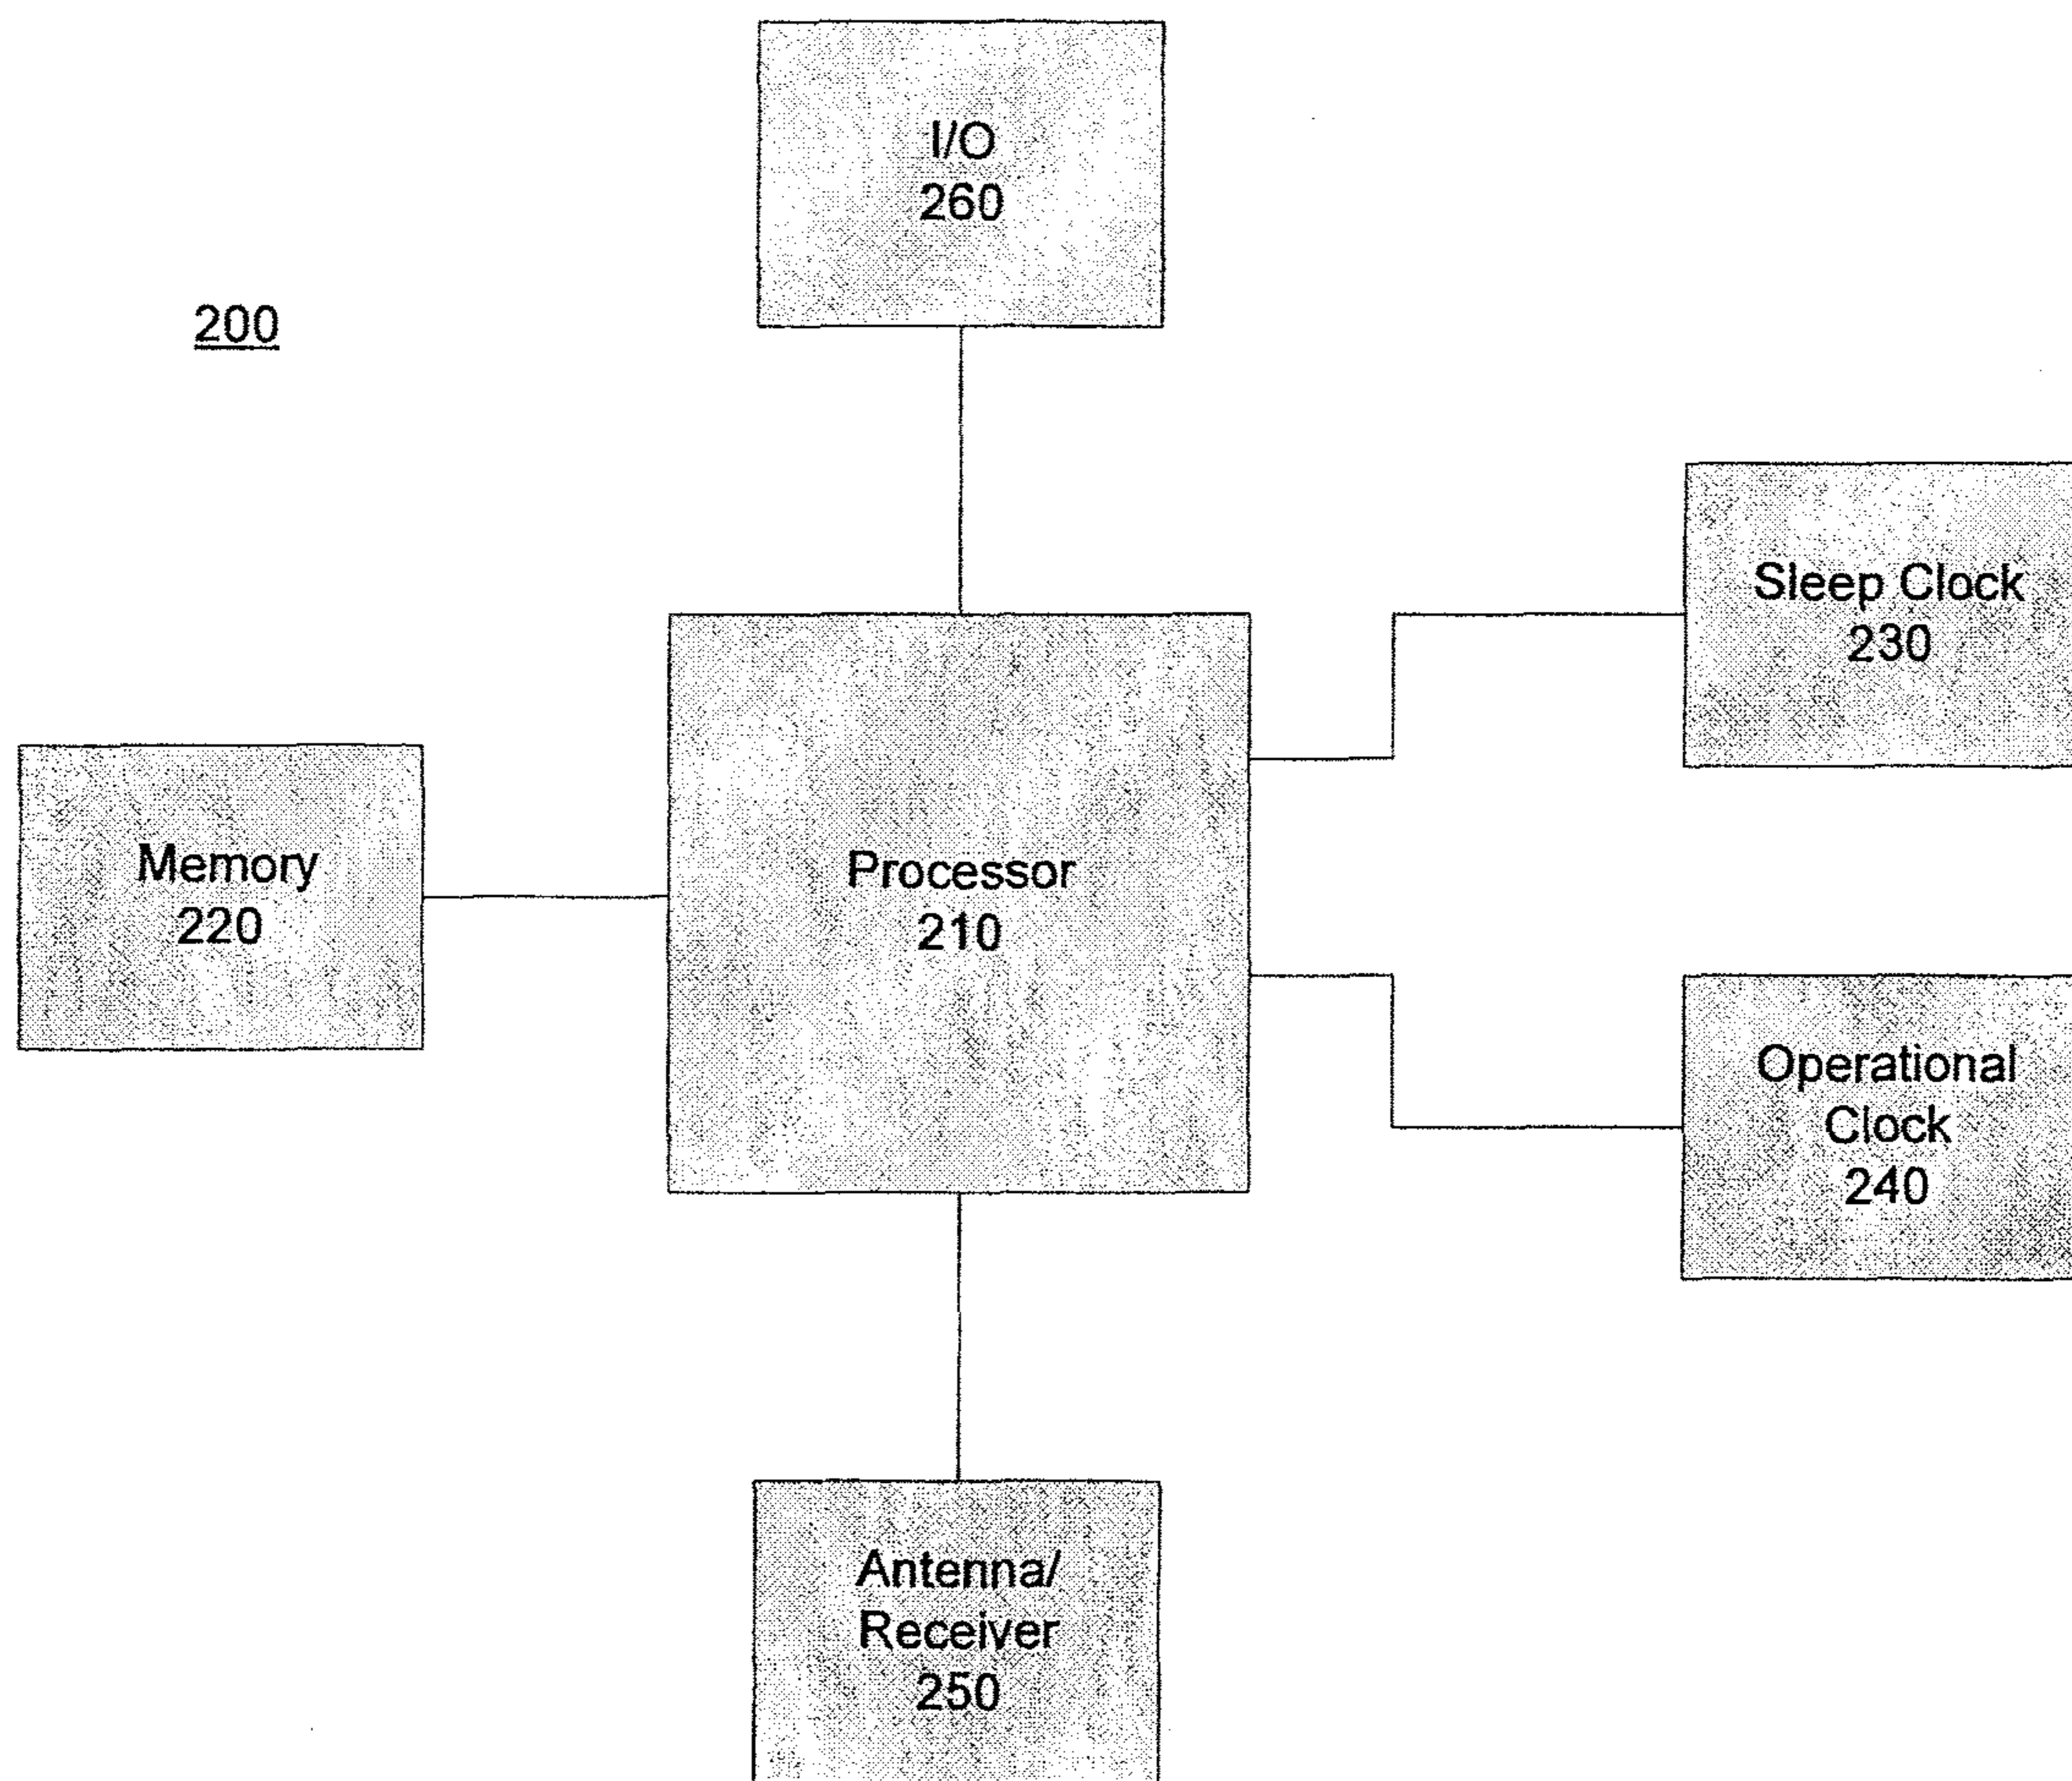 I/O
260
200
Sleep Clock
230
Memory
220
Processor
210
Operational
Clock
240
Antenna/
Receiver
250